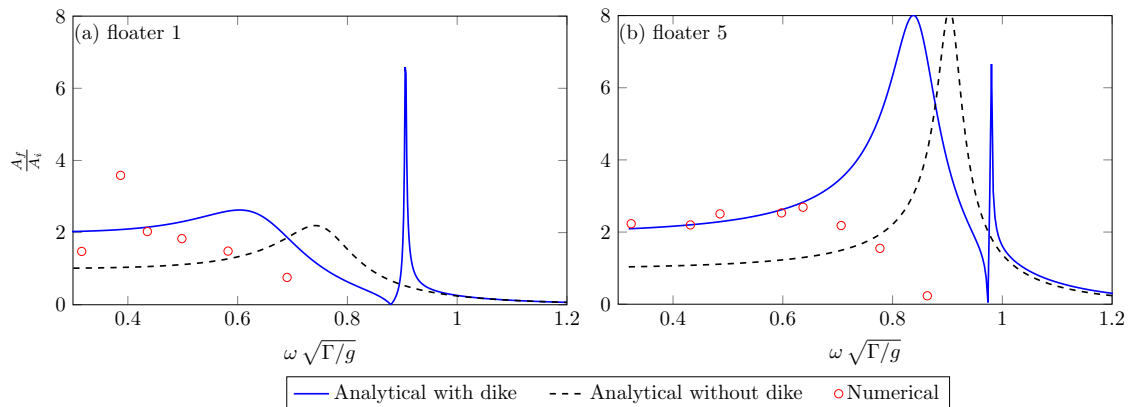 (a) floater 1
(b) floater 5
8
6
4
2
0
A_f/A_i
0.4 0.6 0.8 1 1.2
ω √Γ/g
8
6
4
2
0
0.4 0.6 0.8 1 1.2
ω √Γ/g
Analytical with dike Analytical without dike Numerical